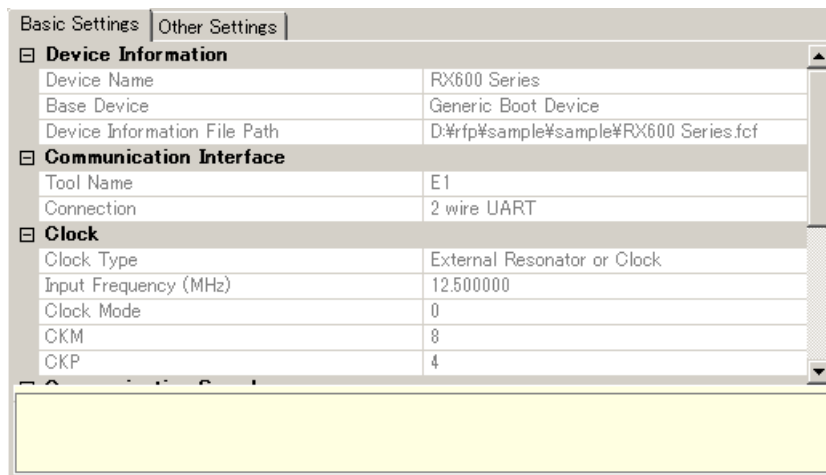 Basic Settings Other Settings
Device Information
Device Name RX600 Series
Base Device Generic Boot Device
Device Information File Path D:¥rfp¥sample¥sample¥RX600 Series.fcf
Communication Interface
Tool Name E1
Connection 2 wire UART
Clock
Clock Type External Resonator or Clock
Input Frequency (MHz) 12.500000
Clock Mode 0
CKM 8
CKP 4